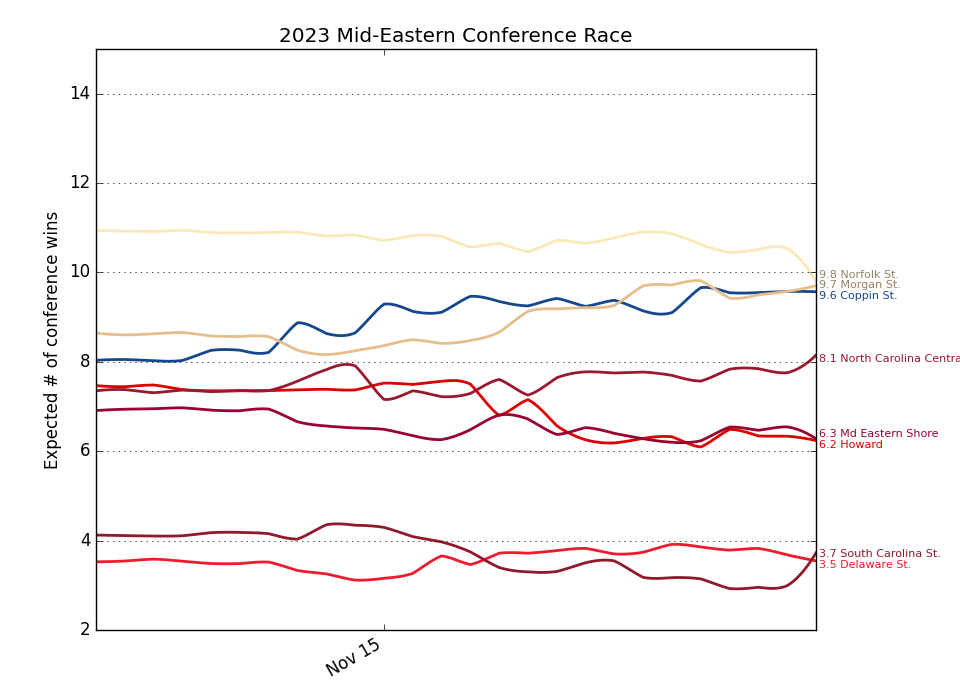 2023 Mid-Eastern Conference Race
Expected # of conference wins
14
12
10
8
6
4
2
Nov 15
9.8 Norfolk St.
9.7 Morgan St.
9.6 Coppin St.
8.1 North Carolina Centra
6.3 Md Eastern Shore
6.2 Howard
3.7 South Carolina St.
3.5 Delaware St.